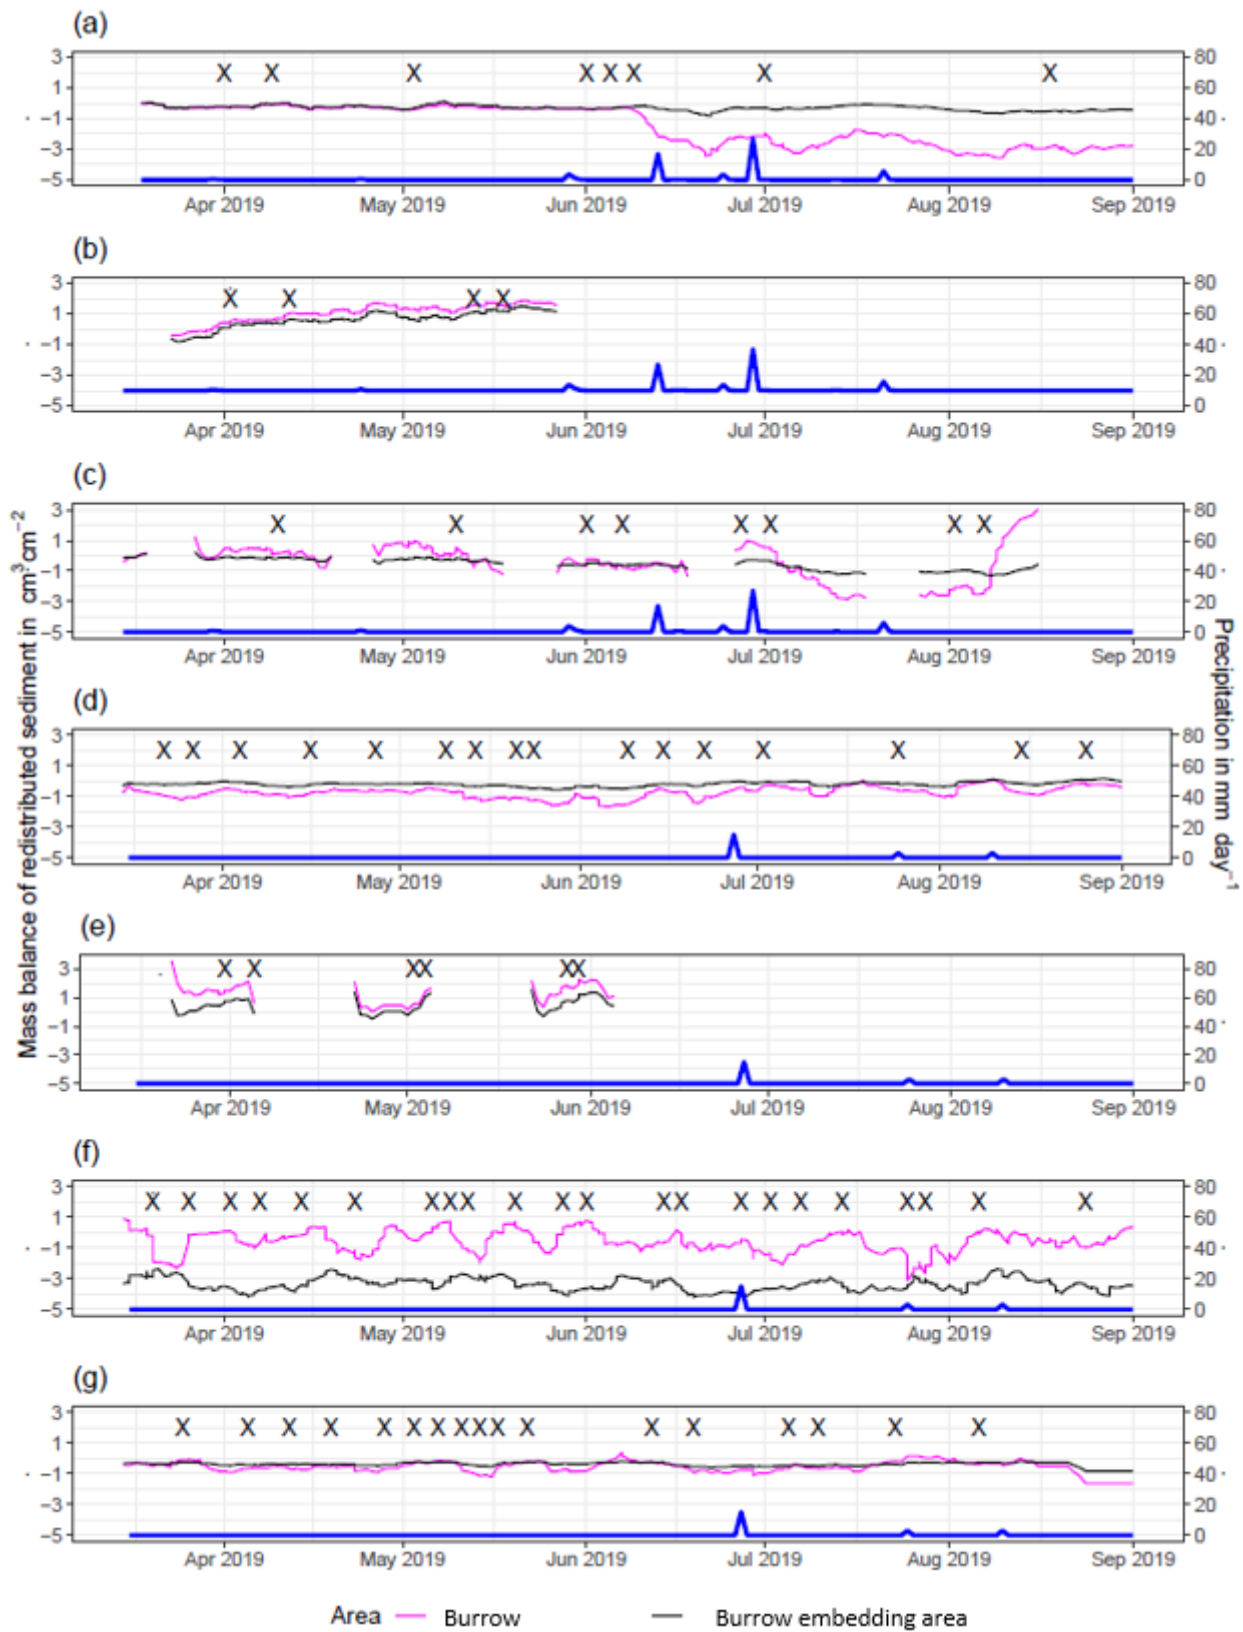 (a)
X X X X X X X X
3 1 −1 −3 −5
80 60 40 20 0
Apr 2019 May 2019 Jun 2019 Jul 2019 Aug 2019 Sep 2019
(b)
X X X X
3 1 −1 −3 −5
80 60 40 20 0
Apr 2019 May 2019 Jun 2019 Jul 2019 Aug 2019 Sep 2019
(c)
X X X X X X X X
3 1 −1 −3 −5
80 60 40 20 0
Apr 2019 May 2019 Jun 2019 Jul 2019 Aug 2019 Sep 2019
Mass balance of redistributed sediment in cm³cm⁻²
Precipitation in mm day⁻¹
(d)
X X X X X X X X X X X X X X X X
3 1 −1 −3 −5
80 60 40 20 0
Apr 2019 May 2019 Jun 2019 Jul 2019 Aug 2019 Sep 2019
(e)
X X X X X X
3 1 −1 −3 −5
80 60 40 20 0
Apr 2019 May 2019 Jun 2019 Jul 2019 Aug 2019 Sep 2019
(f)
X X X X X X X X X X X X X X X X X X X X X X
3 1 −1 −3 −5
80 60 40 20 0
Apr 2019 May 2019 Jun 2019 Jul 2019 Aug 2019 Sep 2019
(g)
X X X X X X X X X X X X X X X X X
3 1 −1 −3 −5
80 60 40 20 0
Apr 2019 May 2019 Jun 2019 Jul 2019 Aug 2019 Sep 2019
Area Burrow Burrow embedding area